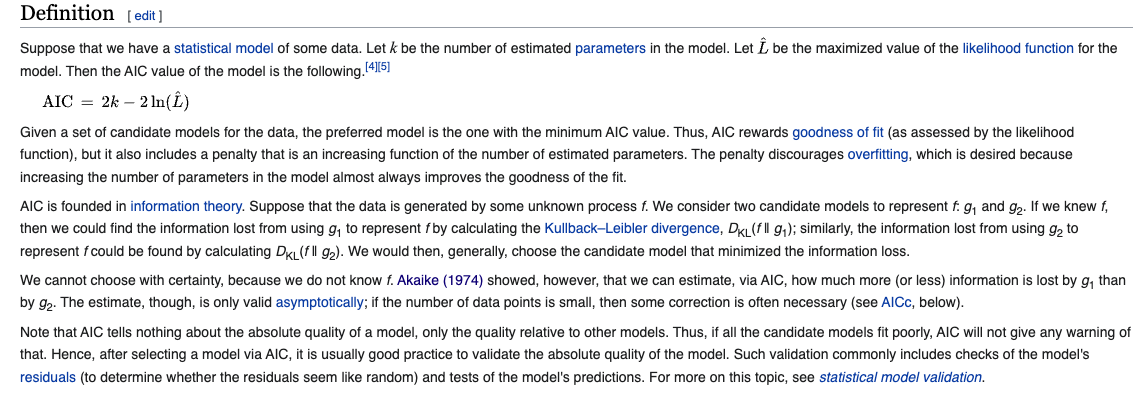 Definition [ edit ]
Suppose that we have a statistical model of some data. Let k be the number of estimated parameters in the model. Let L̂ be the maximized value of the likelihood function for the
model. Then the AIC value of the model is the following.[4][5]
AIC = 2k − 2 ln(L̂)
Given a set of candidate models for the data, the preferred model is the one with the minimum AIC value. Thus, AIC rewards goodness of fit (as assessed by the likelihood
function), but it also includes a penalty that is an increasing function of the number of estimated parameters. The penalty discourages overfitting, which is desired because
increasing the number of parameters in the model almost always improves the goodness of the fit.
AIC is founded in information theory. Suppose that the data is generated by some unknown process f. We consider two candidate models to represent f: g₁ and g₂. If we knew f,
then we could find the information lost from using g₁ to represent f by calculating the Kullback–Leibler divergence, D_KL(f ‖ g₁); similarly, the information lost from using g₂ to
represent f could be found by calculating D_KL(f ‖ g₂). We would then, generally, choose the candidate model that minimized the information loss.
We cannot choose with certainty, because we do not know f. Akaike (1974) showed, however, that we can estimate, via AIC, how much more (or less) information is lost by g₁ than
by g₂. The estimate, though, is only valid asymptotically; if the number of data points is small, then some correction is often necessary (see AICc, below).
Note that AIC tells nothing about the absolute quality of a model, only the quality relative to other models. Thus, if all the candidate models fit poorly, AIC will not give any warning of
that. Hence, after selecting a model via AIC, it is usually good practice to validate the absolute quality of the model. Such validation commonly includes checks of the model's
residuals (to determine whether the residuals seem like random) and tests of the model's predictions. For more on this topic, see statistical model validation.